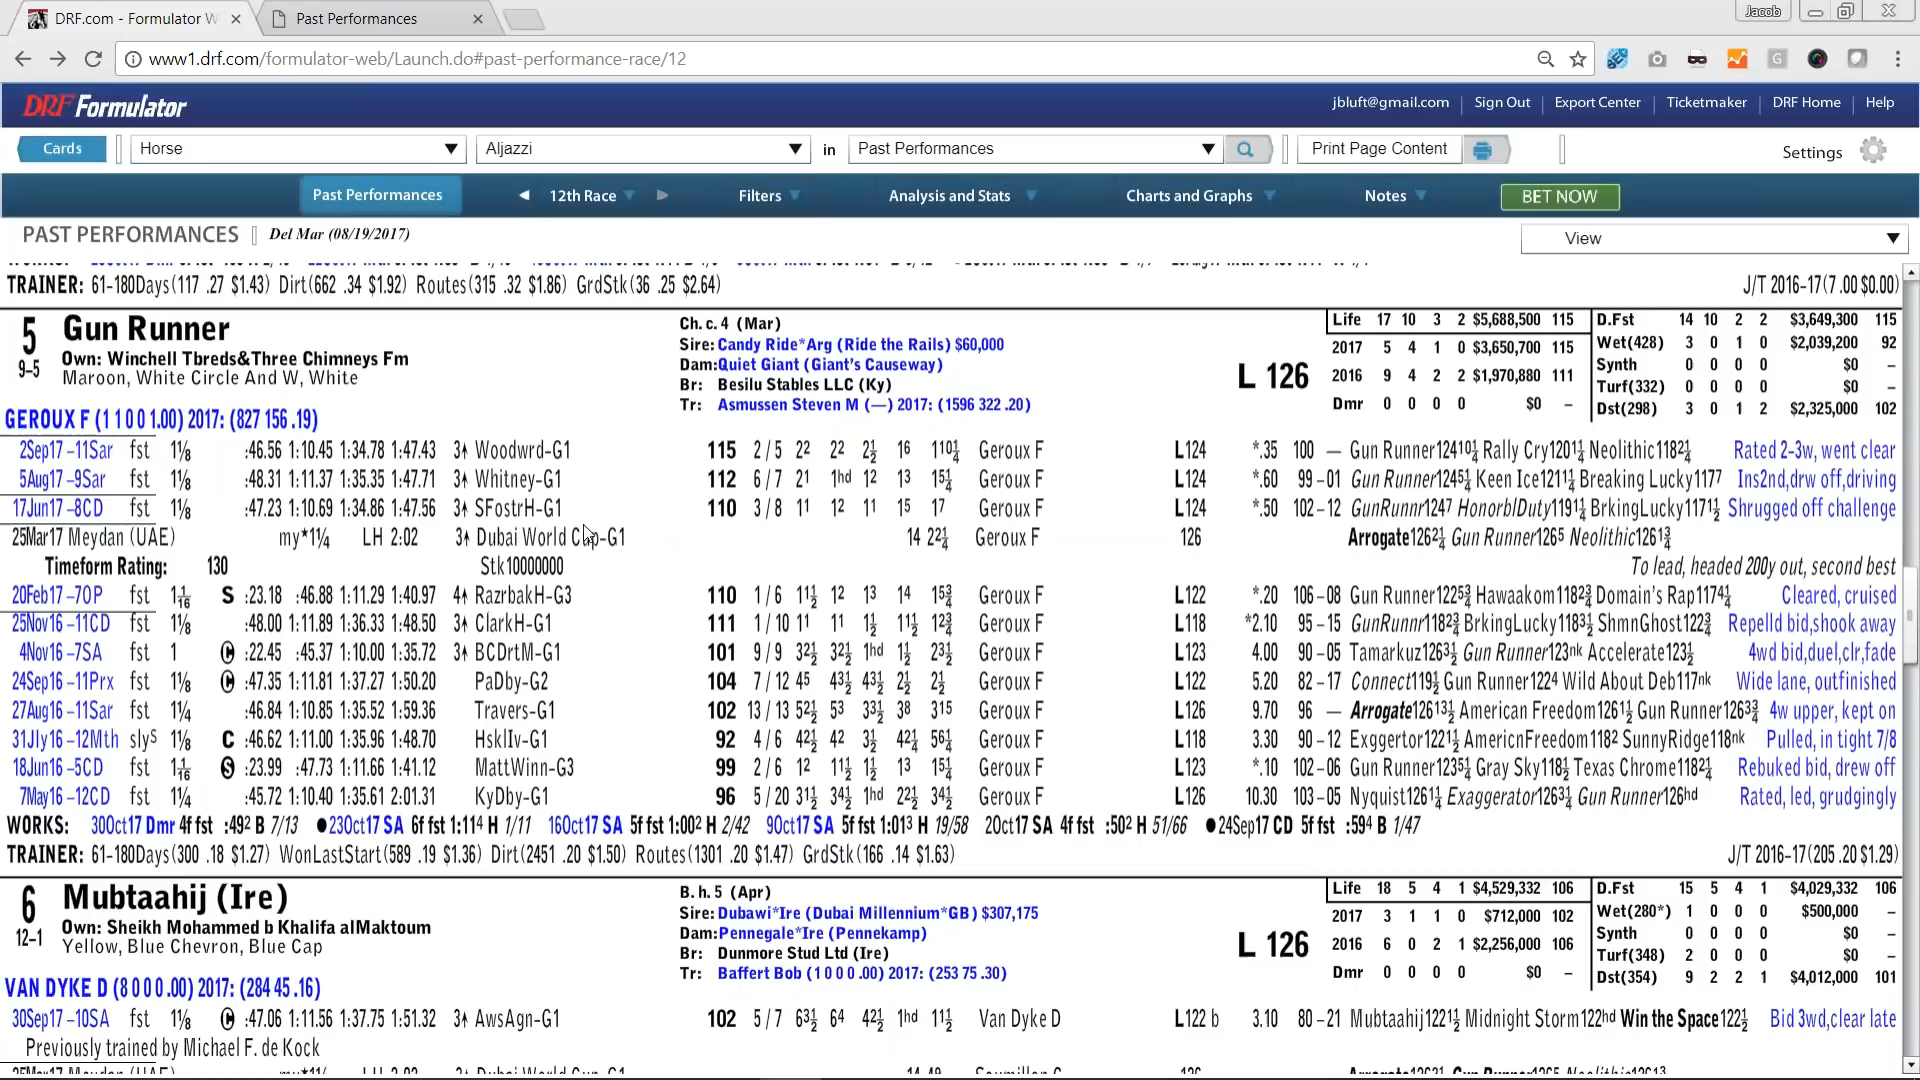 DRF.com - Formulator W
Past Performances
Jacob
www1.drf.com/formulator-web/Launch.do#past-performance-race/12
DRF Formulator
jbluft@gmail.com | Sign Out | Export Center | Ticketmaker | DRF Home | Help
Cards Horse Aljazzi in Past Performances Print Page Content Settings
Past Performances 12th Race Filters Analysis and Stats Charts and Graphs Notes BET NOW
PAST PERFORMANCES Del Mar (08/19/2017) View
TRAINER: 61-180Days(117 .27 $1.43) Dirt(662 .34 $1.92) Routes(315 .32 $1.86) GrdStk(36 .25 $2.64) J/T 2016-17(7 .00 $0.00)
5 Gun Runner
9-5
Own: Winchell Tbreds&Three Chimneys Fm
Maroon, White Circle And W, White
Ch. c. 4 (Mar)
Sire: Candy Ride*Arg (Ride the Rails) $60,000
Dam: Quiet Giant (Giant's Causeway)
Br: Besilu Stables LLC (Ky)
Tr: Asmussen Steven M (—) 2017: (1596 322 .20)
L 126
Life 17 10 3 2 $5,688,500 115
2017 5 4 1 0 $3,650,700 115
2016 9 4 2 2 $1,970,880 111
Dmr 0 0 0 0 $0 –
D.Fst 14 10 2 2 $3,649,300 115
Wet(428) 3 0 1 0 $2,039,200 92
Synth 0 0 0 0 $0 –
Turf(332) 0 0 0 0 $0 –
Dst(298) 3 0 1 2 $2,325,000 102
GEROUX F (1 1 0 0 1.00) 2017: (827 156 .19)
2Sep17 –11Sar fst 1⅛ :46.56 1:10.45 1:34.78 1:47.43 3↑ Woodwrd-G1 115 2 / 5 2² 2² 2½ 1⁶ 1¹⁰¼ Geroux F L124 *.35 100 — Gun Runner124¹⁰¼ Rally Cry120¹¼ Neolithic118²¼ Rated 2-3w, went clear
5Aug17 –9Sar fst 1⅛ :48.31 1:11.37 1:35.35 1:47.71 3↑ Whitney-G1 112 6 / 7 2¹ 1ʰᵈ 1² 1³ 1⁵¼ Geroux F L124 *.60 99 –01 Gun Runner124⁵¼ Keen Ice121¹¼ Breaking Lucky117⁷ Ins2nd,drw off,driving
17Jun17 –8CD fst 1⅛ :47.23 1:10.69 1:34.86 1:47.56 3↑ SFostrH-G1 110 3 / 8 1¹ 1² 1¹ 1⁵ 1⁷ Geroux F L124 *.50 102 –12 GunRunnr124⁷ HonorblDuty119¹¼ BrkingLucky117¹½ Shrugged off challenge
25Mar17 Meydan (UAE) my*1¼ LH 2:02 3↑ Dubai World Cup-G1 14 2²¼ Geroux F 126 Arrogate126²¼ Gun Runner126⁵ Neolithic126¹¾
Timeform Rating: 130 Stk10000000 To lead, headed 200y out, second best
20Feb17 –7OP fst 1 1/16 S :23.18 :46.88 1:11.29 1:40.97 4↑ RazrbakH-G3 110 1 / 6 1¹½ 1² 1³ 1⁴ 1⁵¾ Geroux F L122 *.20 106 –08 Gun Runner122⁵¾ Hawaakom118²¾ Domain's Rap117⁴¼ Cleared, cruised
25Nov16 –11CD fst 1⅛ :48.00 1:11.89 1:36.33 1:48.50 3↑ ClarkH-G1 111 1 / 10 1¹ 1¹ 1½ 1¹½ 1²¾ Geroux F L118 *2.10 95 –15 GunRunnr118²¾ BrkingLucky118³½ ShmnGhost122¾ Repelld bid,shook away
4Nov16 –7SA fst 1 C :22.45 :45.37 1:10.00 1:35.72 3↑ BCDrtM-G1 101 9 / 9 3²½ 3²½ 1ʰᵈ 1½ 2³½ Geroux F L123 4.00 90 –05 Tamarkuz126³½ Gun Runner123ⁿᵏ Accelerate123½ 4wd bid,duel,clr,fade
24Sep16 –11Prx fst 1⅛ C :47.35 1:11.81 1:37.27 1:50.20 PaDby-G2 104 7 / 12 4⁵ 4³½ 4³½ 2½ 2½ Geroux F L122 5.20 82 –17 Connect119½ Gun Runner122⁴ Wild About Deb117ⁿᵏ Wide lane, outfinished
27Aug16 –11Sar fst 1¼ :46.84 1:10.85 1:35.52 1:59.36 Travers-G1 102 13 / 13 5²½ 5³ 3³½ 3⁸ 3¹⁵ Geroux F L126 9.70 96 — Arrogate126¹³½ American Freedom126¹½ Gun Runner126³¾ 4w upper, kept on
31Jly16 –12Mth slyˢ 1⅛ C :46.62 1:11.00 1:35.96 1:48.70 HsklIv-G1 92 4 / 6 4²½ 4² 3½ 4²¼ 5⁶¼ Geroux F L118 3.30 90 –12 Exggertor122¹½ AmericnFreedom118² SunnyRidge118ⁿᵏ Pulled, in tight 7/8
18Jun16 –5CD fst 1 1/16 S :23.99 :47.73 1:11.66 1:41.12 MattWinn-G3 99 2 / 6 1² 1¹½ 1½ 1³ 1⁵¼ Geroux F L123 *.10 102 –06 Gun Runner123⁵¼ Gray Sky118½ Texas Chrome118²¼ Rebuked bid, drew off
7May16 –12CD fst 1¼ :45.72 1:10.40 1:35.61 2:01.31 KyDby-G1 96 5 / 20 3¹½ 3⁴½ 1ʰᵈ 2²½ 3⁴½ Geroux F L126 10.30 103 –05 Nyquist126¹¼ Exaggerator126³¼ Gun Runner126ʰᵈ Rated, led, grudgingly
WORKS: 30Oct17 Dmr 4f fst :49² B 7/13 ●23Oct17 SA 6f fst 1:11⁴ H 1/11 16Oct17 SA 5f fst 1:00² H 2/42 9Oct17 SA 5f fst 1:01³ H 19/58 2Oct17 SA 4f fst :50² H 51/66 ●24Sep17 CD 5f fst :59⁴ B 1/47
TRAINER: 61-180Days(300 .18 $1.27) WonLastStart(589 .19 $1.36) Dirt(2451 .20 $1.50) Routes(1301 .20 $1.47) GrdStk(166 .14 $1.63) J/T 2016-17(205 .20 $1.29)
6 Mubtaahij (Ire)
12-1
Own: Sheikh Mohammed b Khalifa alMaktoum
Yellow, Blue Chevron, Blue Cap
B. h. 5 (Apr)
Sire: Dubawi*Ire (Dubai Millennium*GB) $307,175
Dam: Pennegale*Ire (Pennekamp)
Br: Dunmore Stud Ltd (Ire)
Tr: Baffert Bob (1 0 0 0 .00) 2017: (253 75 .30)
L 126
Life 18 5 4 1 $4,529,332 106
2017 3 1 1 0 $712,000 102
2016 6 0 2 1 $2,256,000 106
Dmr 0 0 0 0 $0 –
D.Fst 15 5 4 1 $4,029,332 106
Wet(280*) 1 0 0 0 $500,000 –
Synth 0 0 0 0 $0 –
Turf(348) 2 0 0 0 $0 –
Dst(354) 9 2 2 1 $4,012,000 101
VAN DYKE D (8 0 0 0 .00) 2017: (284 45 .16)
30Sep17 –10SA fst 1⅛ C :47.06 1:11.56 1:37.75 1:51.32 3↑ AwsAgn-G1 102 5 / 7 6³½ 6⁴ 4²½ 1ʰᵈ 1¹½ Van Dyke D L122 b 3.10 80 –21 Mubtaahij122¹½ Midnight Storm122ʰᵈ Win the Space122½ Bid 3wd,clear late
Previously trained by Michael F. de Kock